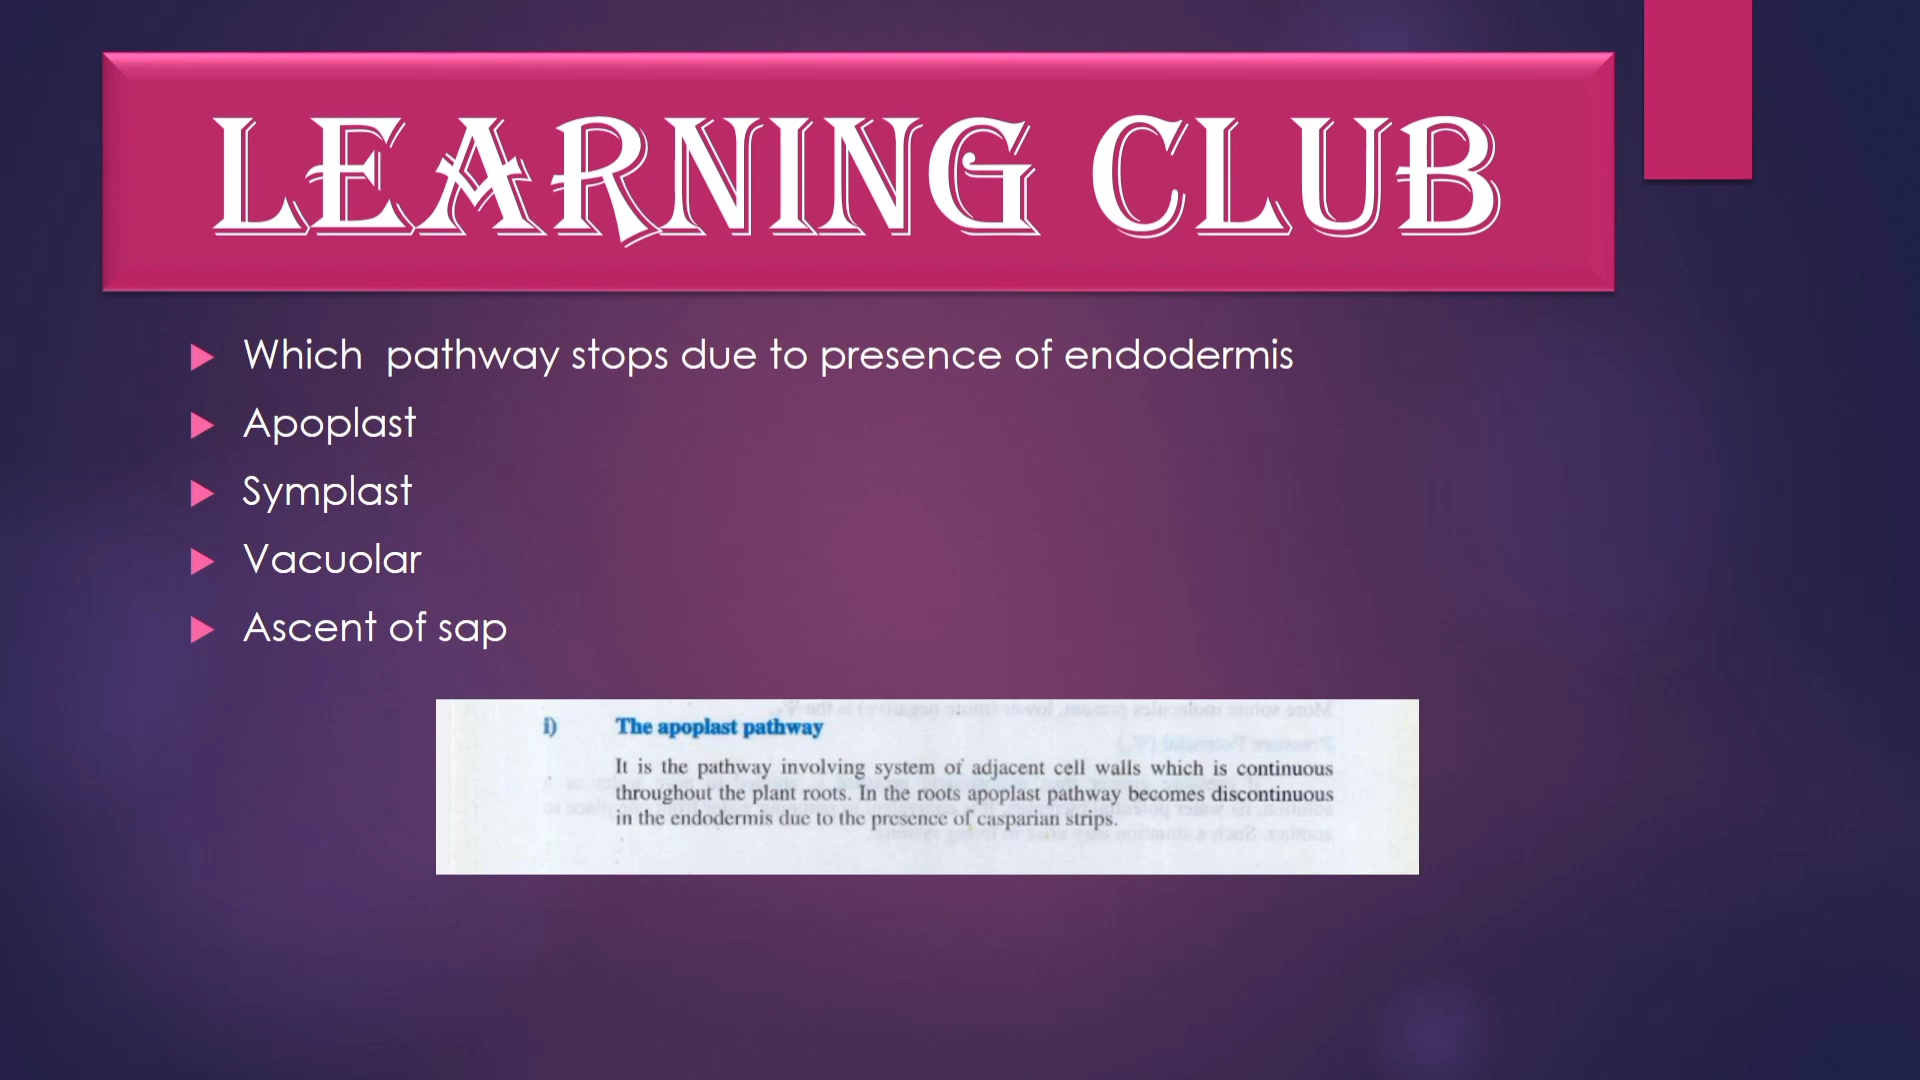 LEARNING CLUB
Which pathway stops due to presence of endodermis
Apoplast
Symplast
Vacuolar
Ascent of sap
i) The apoplast pathway
It is the pathway involving system of adjacent cell walls which is continuous
throughout the plant roots. In the roots apoplast pathway becomes discontinuous
in the endodermis due to the presence of casparian strips.